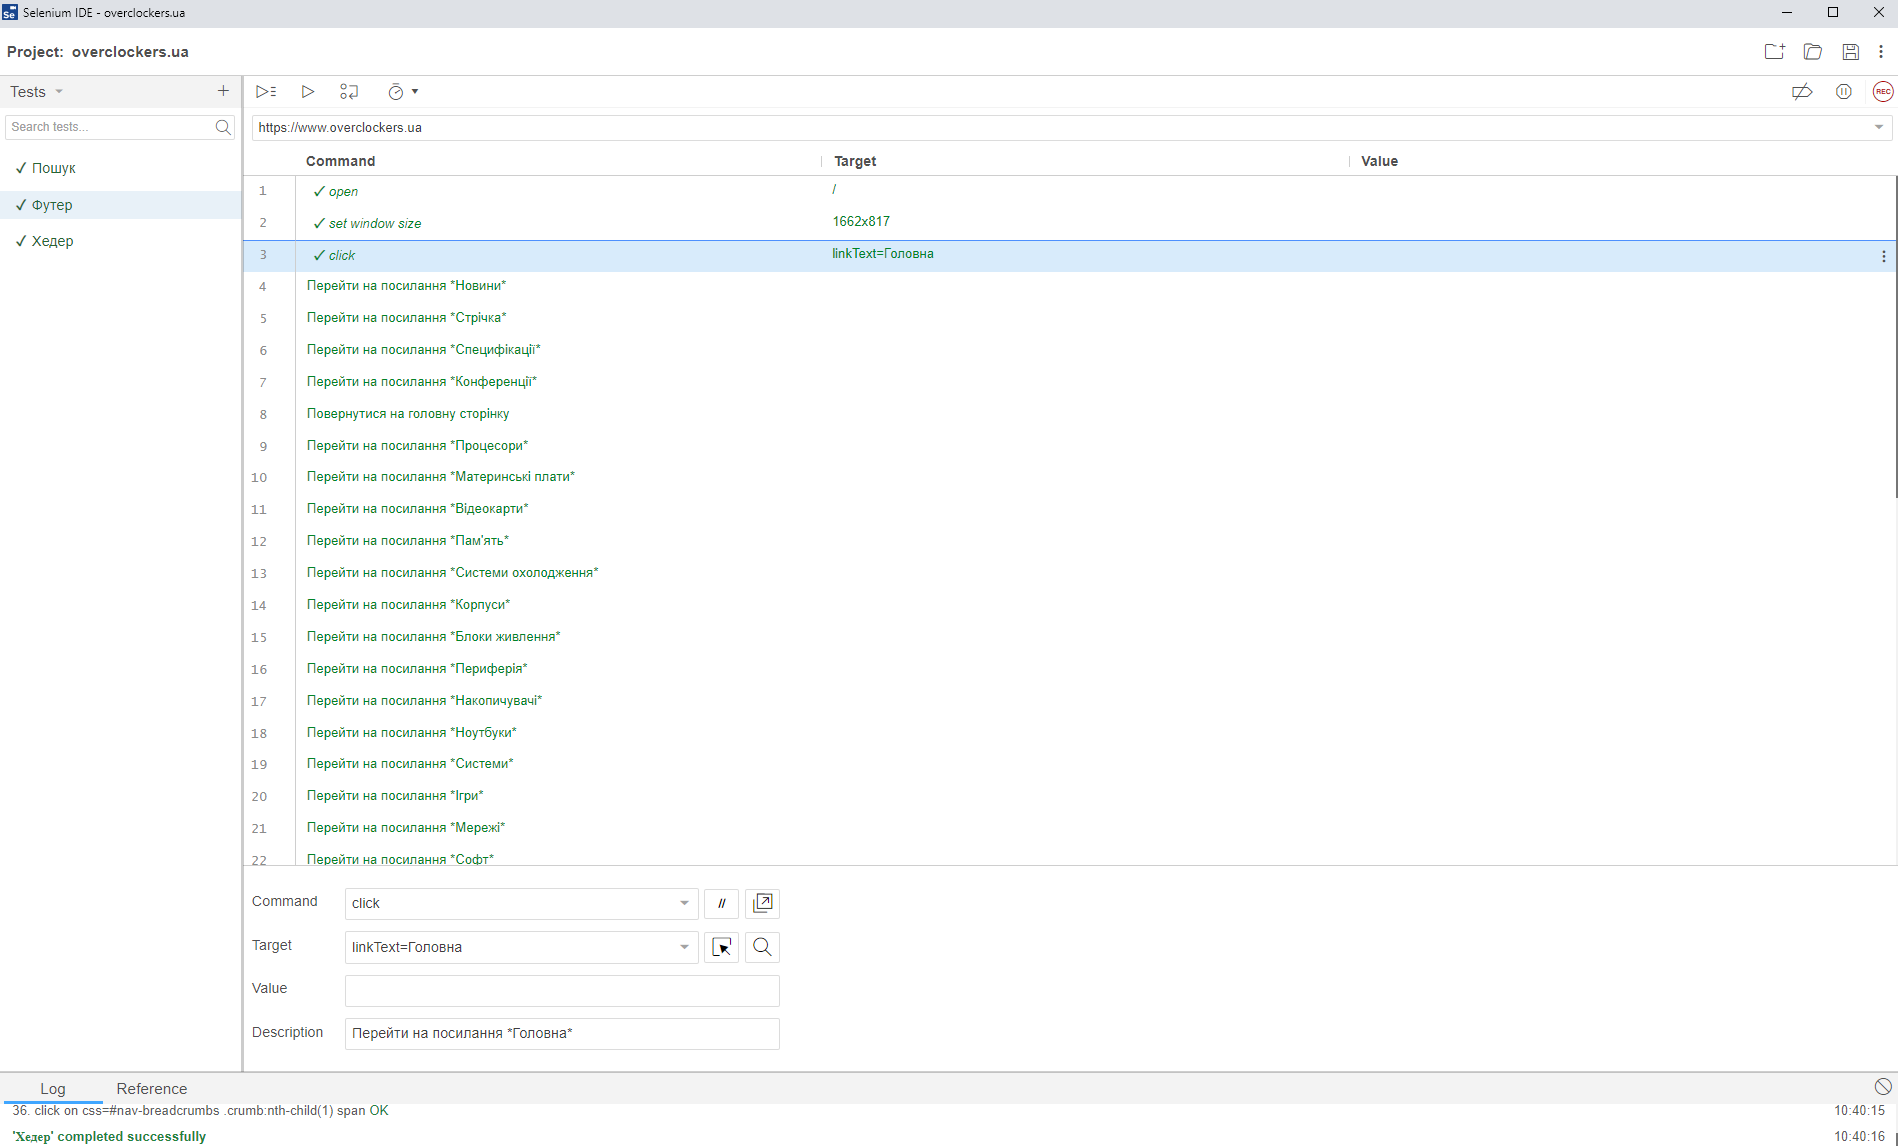 Se Selenium IDE - overclockers.ua
Project: overclockers.ua
Tests
Search tests...
✓ Пошук
✓ Футер
✓ Хедер
REC
https://www.overclockers.ua
Command Target Value
1 ✓ open /
2 ✓ set window size 1662x817
3 ✓ click linkText=Головна
4 Перейти на посилання *Новини*
5 Перейти на посилання *Стрічка*
6 Перейти на посилання *Специфікації*
7 Перейти на посилання *Конференції*
8 Повернутися на головну сторінку
9 Перейти на посилання *Процесори*
10 Перейти на посилання *Материнські плати*
11 Перейти на посилання *Відеокарти*
12 Перейти на посилання *Пам'ять*
13 Перейти на посилання *Системи охолодження*
14 Перейти на посилання *Корпуси*
15 Перейти на посилання *Блоки живлення*
16 Перейти на посилання *Периферія*
17 Перейти на посилання *Накопичувачі*
18 Перейти на посилання *Ноутбуки*
19 Перейти на посилання *Системи*
20 Перейти на посилання *Ігри*
21 Перейти на посилання *Мережі*
22 Перейти на посилання *Софт*
Command click //
Target linkText=Головна
Value
Description Перейти на посилання *Головна*
Log Reference
36. click on css=#nav-breadcrumbs .crumb:nth-child(1) span OK 10:40:15
'Хедер' completed successfully 10:40:16